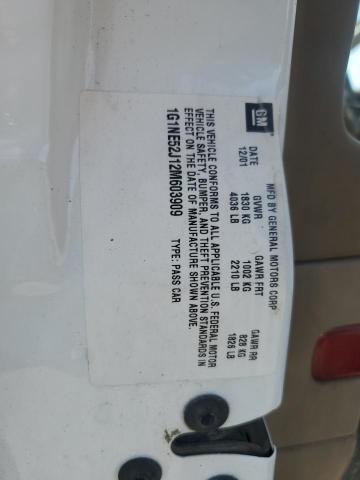 GM
MFD BY GENERAL MOTORS CORP
DATE GVWR GAWR FRT GAWR RR
12/01 1830 KG 1002 KG 828 KG
4036 LB 2210 LB 1826 LB
THIS VEHICLE CONFORMS TO ALL APPLICABLE U.S. FEDERAL MOTOR
VEHICLE SAFETY, BUMPER, AND THEFT PREVENTION STANDARDS IN
EFFECT ON THE DATE OF MANUFACTURE SHOWN ABOVE.
1G1NE52J12M603909 TYPE: PASS CAR